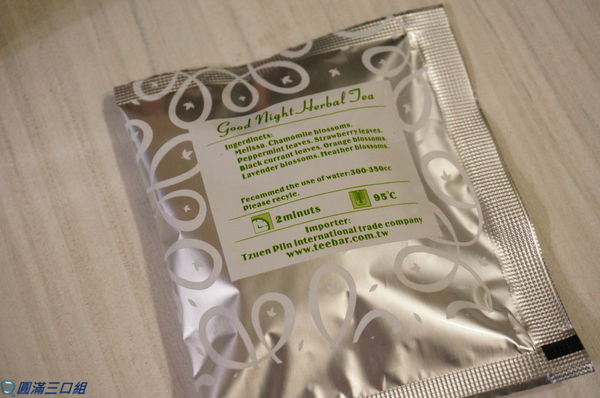 Good Night Herbal Tea
Ingerdinets:
Melissa, Chamomile blossoms,
Peppermint leaves, Strawberry leaves,
Black currant leaves, Orange blossoms,
Lavender blossoms, Heather blossoms.
Recommed the use of water:300-350cc
Please recyle.
2minuts
95°C
Importer:
Tzuen Piin International trade company
www.teebar.com.tw
圓滿三口組